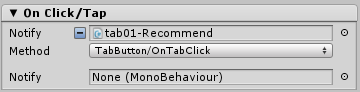 ▼ On Click/Tap
Notify tab01-Recommend
Method TabButton/OnTabClick
Notify None (MonoBehaviour)